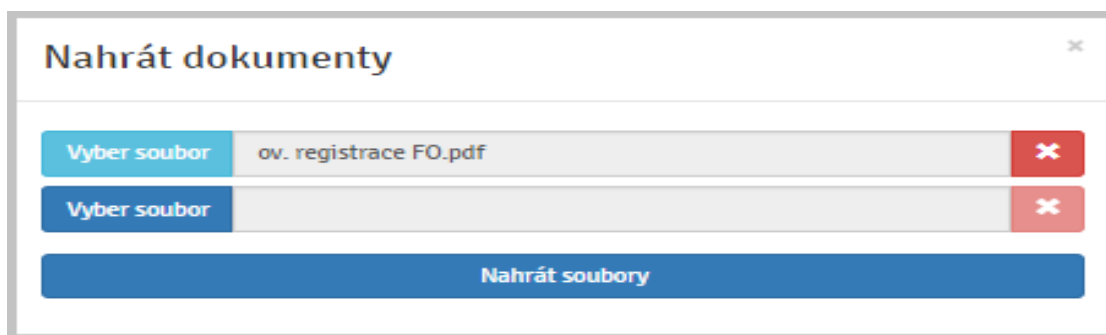 Nahrát dokumenty
Vyber soubor ov. registrace FO.pdf
Vyber soubor
Nahrát soubory